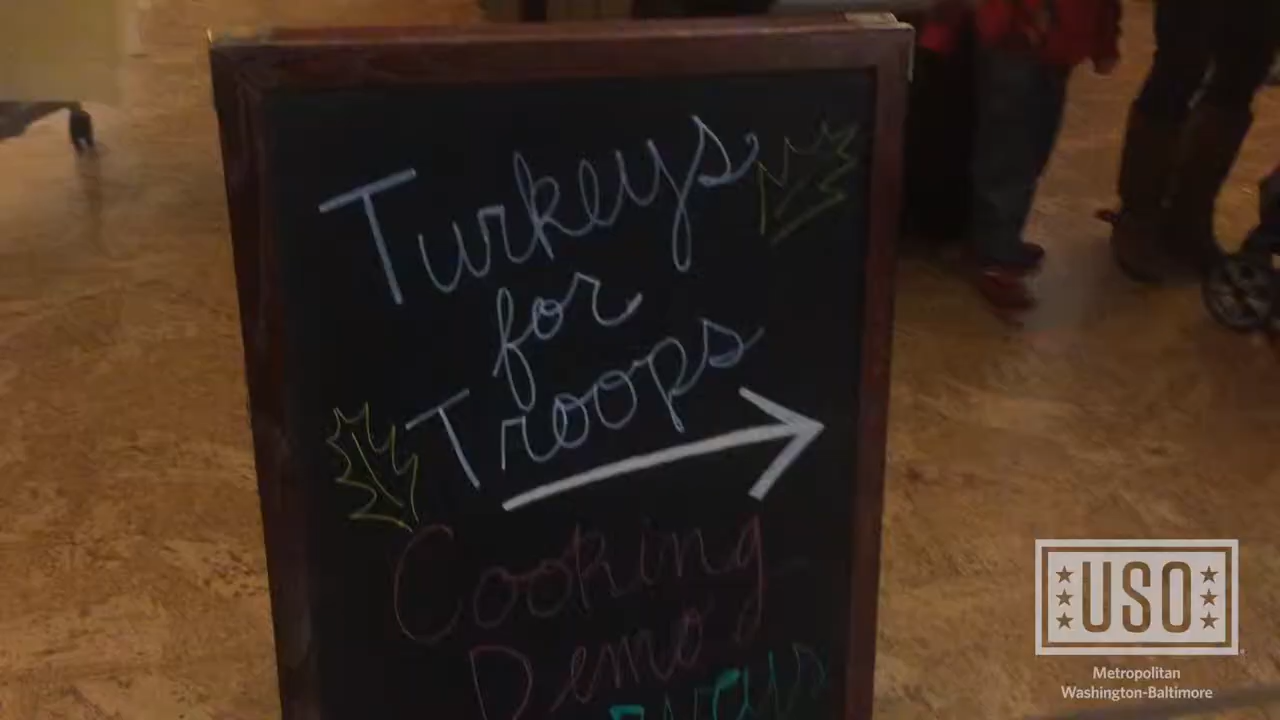 Turkeys
for
Troops
Cooking
Demo
USO
Metropolitan
Washington-Baltimore